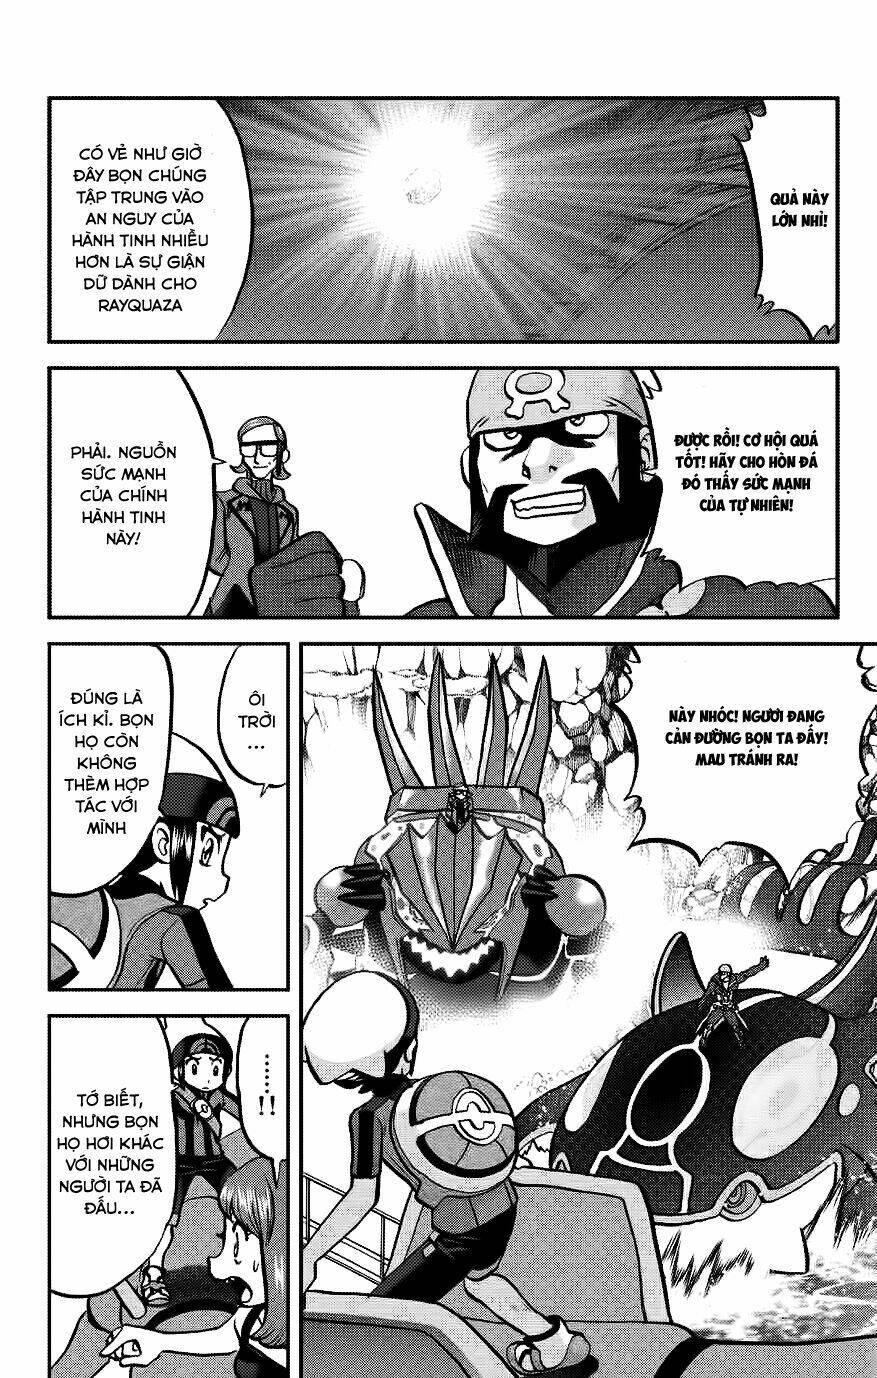 QUẢ NÀY
LỚN NHỈ!
CÓ VẺ NHƯ GIỜ
ĐÂY BỌN CHÚNG
TẬP TRUNG VÀO
AN NGUY CỦA
HÀNH TINH NHIỀU
HƠN LÀ SỰ GIẬN
DỮ DÀNH CHO
RAYQUAZA
ĐƯỢC RỒI! CƠ HỘI QUÁ
TỐT! HÃY CHO HÒN ĐÁ
ĐÓ THẤY SỨC MẠNH
CỦA TỰ NHIÊN!
PHẢI. NGUỒN
SỨC MẠNH
CỦA CHÍNH
HÀNH TINH
NÀY!
NÀY NHÓC! NGƯƠI ĐANG
CẢN ĐƯỜNG BỌN TA ĐẤY!
MAU TRÁNH RA!
ÔI
TRỜI
...
ĐÚNG LÀ
ÍCH KỈ. BỌN
HỌ CÒN
KHÔNG
THÈM HỢP
TÁC VỚI
MÌNH
......!!
TỚ BIẾT,
NHƯNG BỌN
HỌ HƠI KHÁC
VỚI NHỮNG
NGƯỜI TA ĐÃ
ĐẤU...